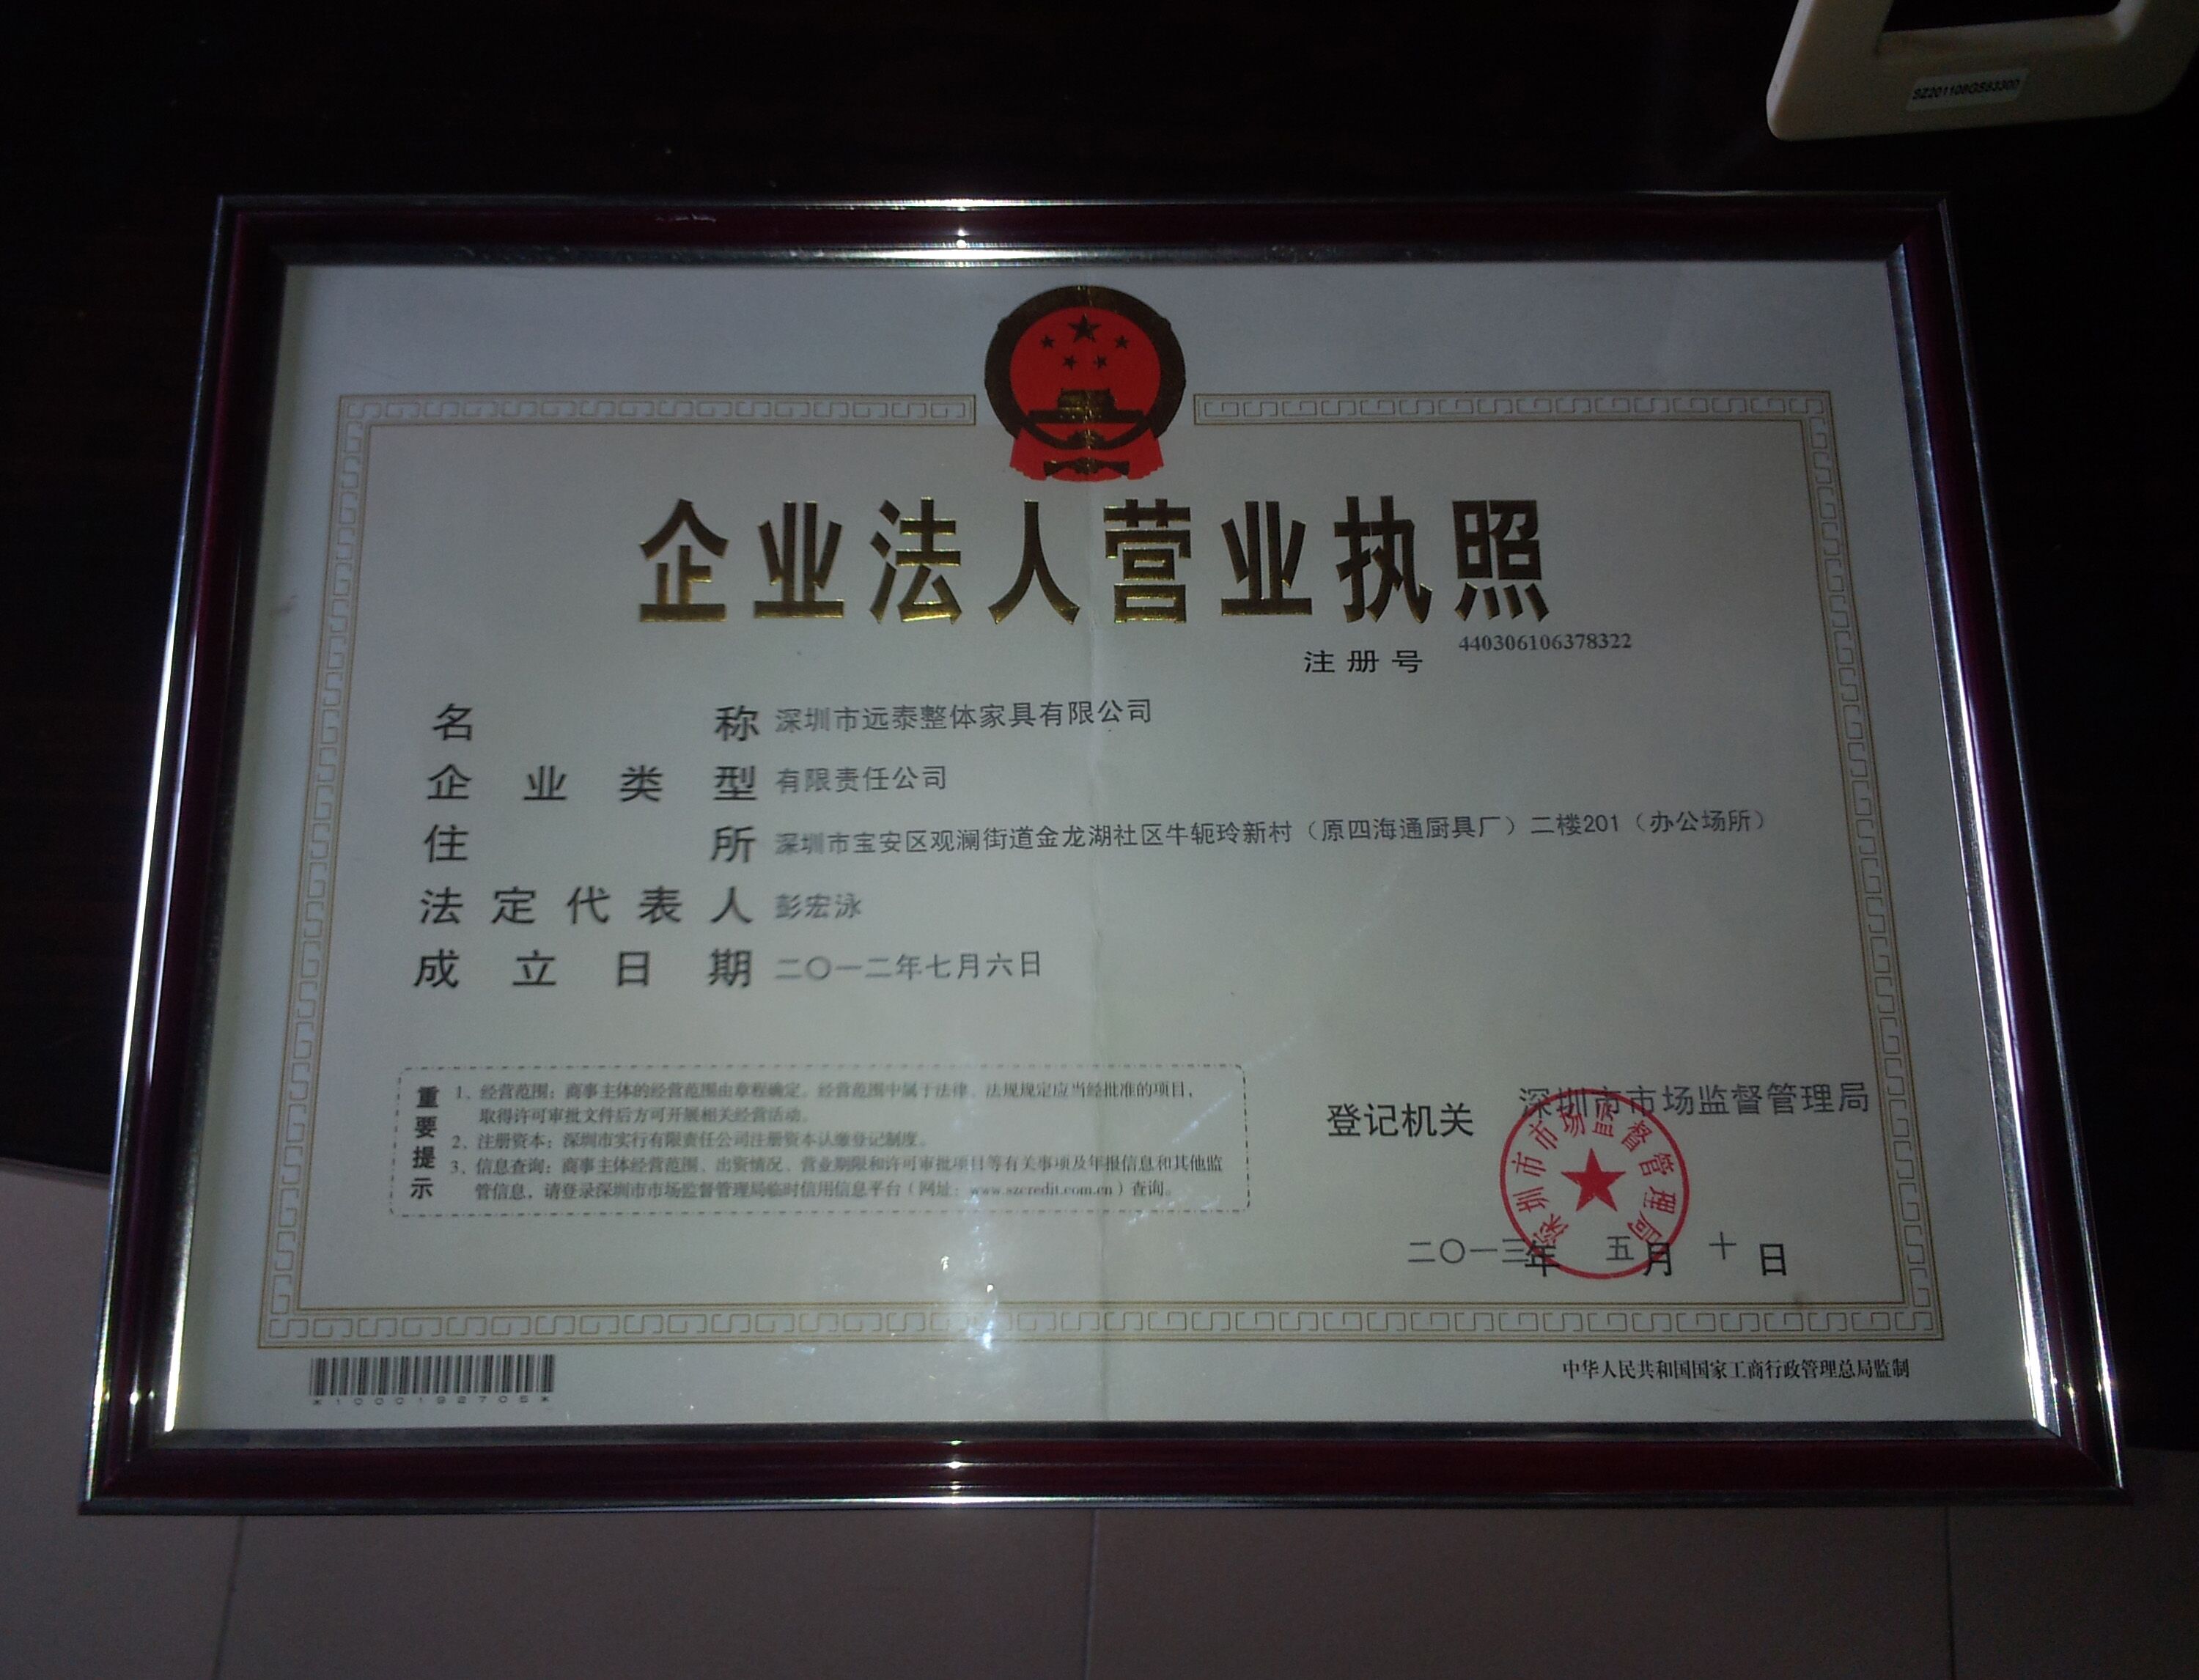 SZ201108GS83300
企业法人营业执照
注册号 440306106378322
名称 深圳市远泰整体家具有限公司
企业类型 有限责任公司
住所 深圳市宝安区观澜街道金龙湖社区牛轭玲新村（原四海通厨具厂）二楼201（办公场所）
法定代表人 彭宏泳
成立日期 二〇一二年七月六日
重要提示
1、经营范围：商事主体的经营范围由章程确定。经营范围中属于法律、法规规定应当经批准的项目，
取得许可审批文件后方可开展相关经营活动。
2、注册资本：深圳市实行有限责任公司注册资本认缴登记制度。
3、信息查询：商事主体经营范围、出资情况、营业期限和许可审批项目等有关事项及年报信息和其他监
管信息，请登录深圳市市场监督管理局临时信用信息平台（网址：www.szcredit.com.cn）查询。
登记机关 深圳市市场监督管理局
深圳市市场监督管理局
二〇一三年 五月 十日
*1000192705*
中华人民共和国国家工商行政管理总局监制